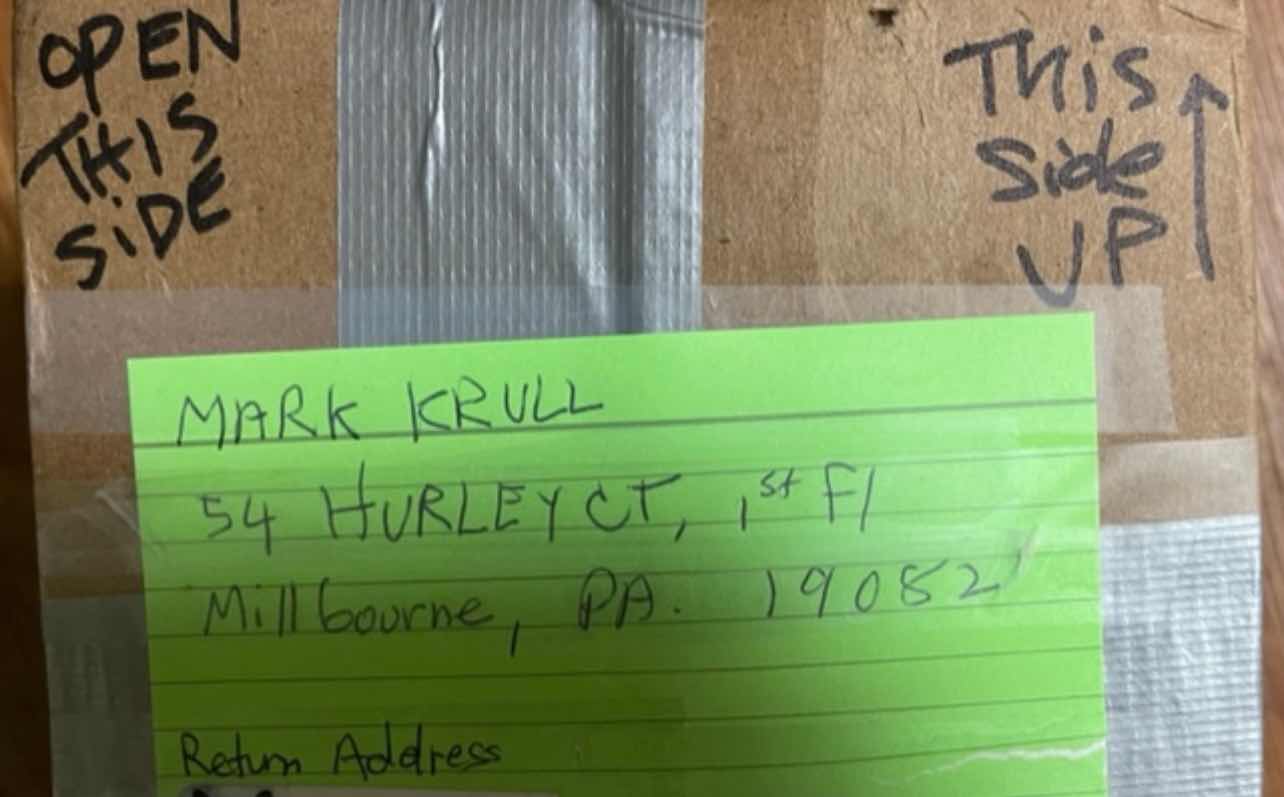 OPEN
THIS
SiDE
This
Side
UP
MARK KRULL
54 HURLEY CT, 1st Fl
Millbourne, PA. 19082
Return Address